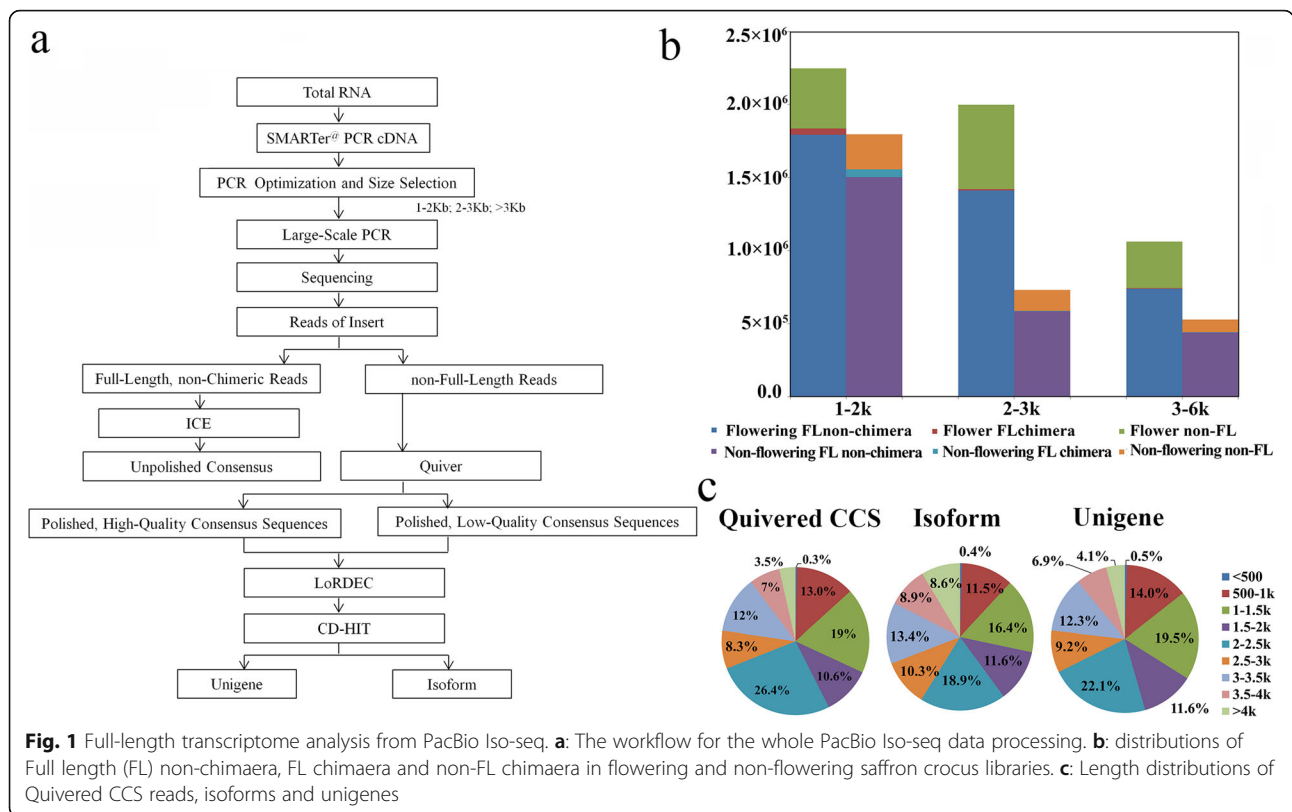 a
Total RNA
SMARTer® PCR cDNA
PCR Optimization and Size Selection
1-2Kb; 2-3Kb; >3Kb
Large-Scale PCR
Sequencing
Reads of Insert
Full-Length, non-Chimeric Reads
non-Full-Length Reads
ICE
Unpolished Consensus
Quiver
Polished, High-Quality Consensus Sequences
Polished, Low-Quality Consensus Sequences
LoRDEC
CD-HIT
Unigene
Isoform
b
2.5×10⁶
2.0×10⁶
1.5×10⁶
1.0×10⁶
5×10⁵
0.0
1-2k
2-3k
3-6k
Flowering FLnon-chimera
Flower FLchimera
Flower non-FL
Non-flowering FL non-chimera
Non-flowering FL chimera
Non-flowering non-FL
c
Quivered CCS
3.5%
0.3%
7%
13.0%
12%
19%
8.3%
10.6%
26.4%
Isoform
0.4%
8.6%
11.5%
8.9%
16.4%
13.4%
11.6%
10.3%
18.9%
Unigene
6.9%
4.1%
0.5%
14.0%
12.3%
19.5%
9.2%
22.1%
11.6%
<500
500-1k
1-1.5k
1.5-2k
2-2.5k
2.5-3k
3-3.5k
3.5-4k
>4k
Fig. 1 Full-length transcriptome analysis from PacBio Iso-seq. a: The workflow for the whole PacBio Iso-seq data processing. b: distributions of
Full length (FL) non-chimaera, FL chimaera and non-FL chimaera in flowering and non-flowering saffron crocus libraries. c: Length distributions of
Quivered CCS reads, isoforms and unigenes